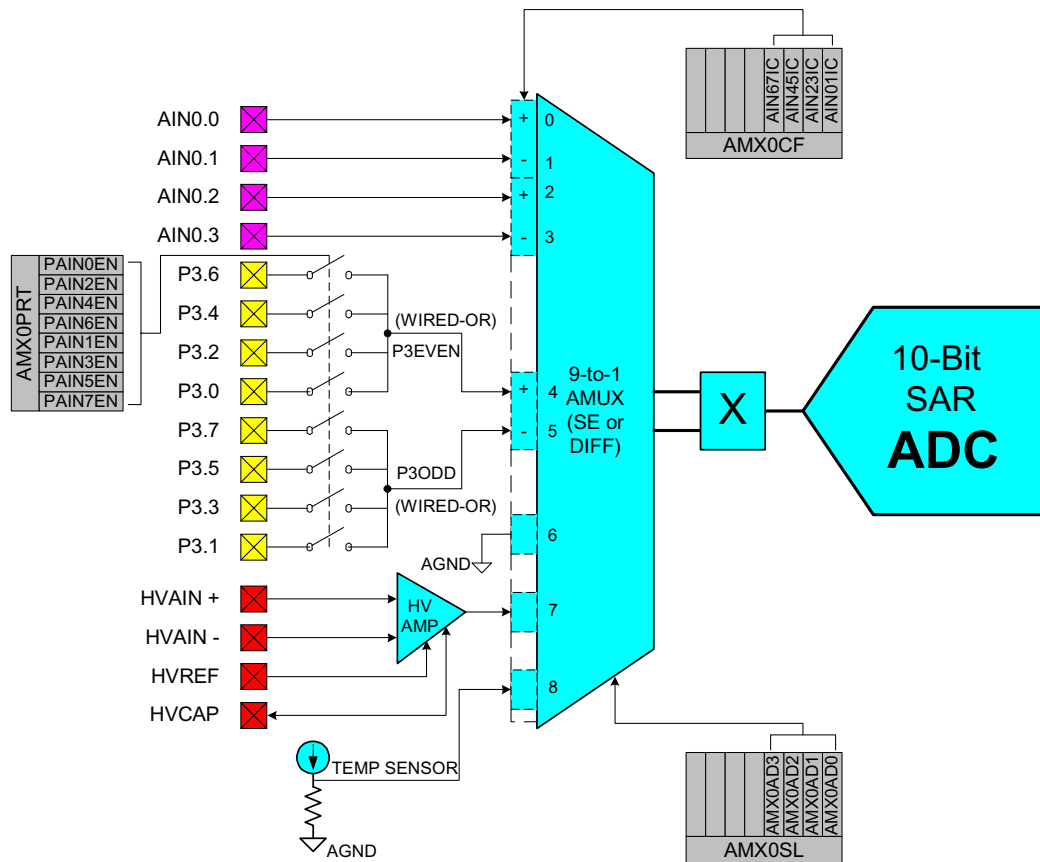 AIN67IC
AIN45IC
AIN23IC
AIN01IC
AMX0CF
AIN0.0
AIN0.1
AIN0.2
AIN0.3
+ 0
- 1
+ 2
- 3
AMX0PRT
PAIN0EN
PAIN2EN
PAIN4EN
PAIN6EN
PAIN1EN
PAIN3EN
PAIN5EN
PAIN7EN
P3.6
P3.4
P3.2
P3.0
P3.7
P3.5
P3.3
P3.1
(WIRED-OR)
P3EVEN
P3ODD
(WIRED-OR)
+ 4
- 5
9-to-1
AMUX
(SE or
DIFF)
X
10-Bit
SAR
ADC
6
AGND
HVAIN +
HVAIN -
HVREF
HVCAP
HV
AMP
7
8
TEMP SENSOR
AGND
AMX0AD3
AMX0AD2
AMX0AD1
AMX0AD0
AMX0SL